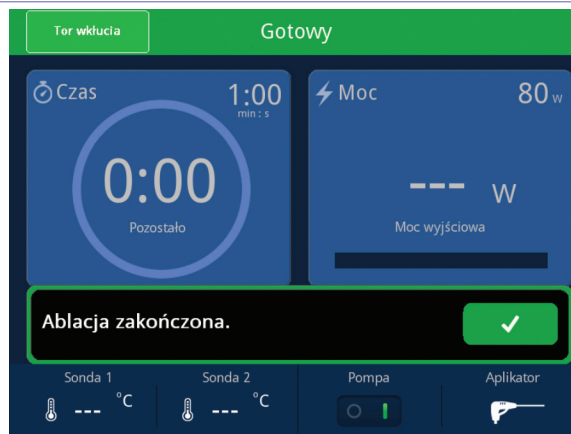 Tor wkłucia
Gotowy
Czas
1:00
min : s
0:00
Pozostało
Moc
80 w
--- W
Moc wyjściowa
Ablacja zakończona.
Sonda 1
--- °C
Sonda 2
--- °C
Pompa
Aplikator